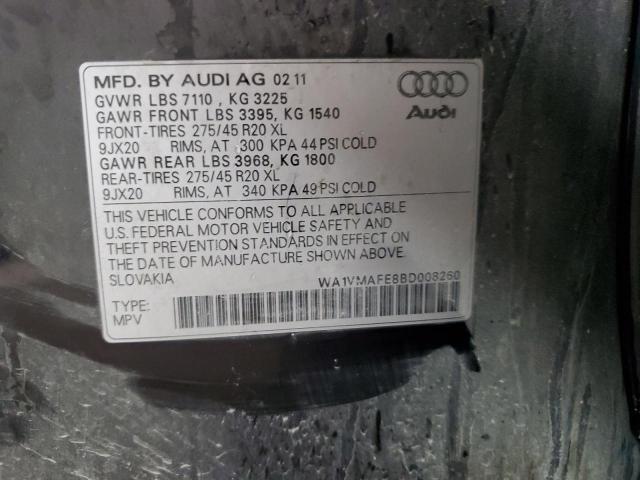 MFD. BY AUDI AG 02 11
GVWR LBS 7110 , KG 3225
GAWR FRONT LBS 3395, KG 1540
FRONT-TIRES 275/45 R20 XL
9JX20 RIMS, AT 300 KPA 44 PSI COLD
GAWR REAR LBS 3968, KG 1800
REAR-TIRES 275/45 R20 XL
9JX20 RIMS, AT 340 KPA 49 PSI COLD
Audi
THIS VEHICLE CONFORMS TO ALL APPLICABLE
U.S. FEDERAL MOTOR VEHICLE SAFETY AND
THEFT PREVENTION STANDARDS IN EFFECT ON
THE DATE OF MANUFACTURE SHOWN ABOVE.
SLOVAKIA
WA1VMAFE8BD008260
TYPE:
MPV